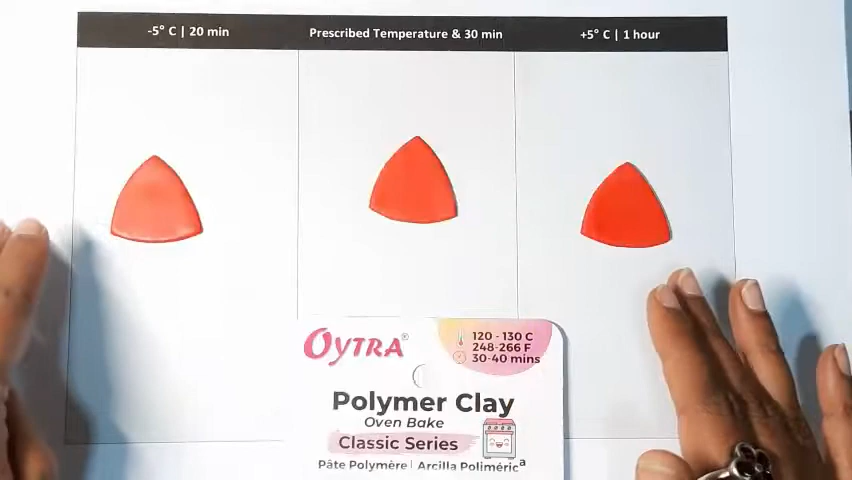 -5° C | 20 min
Prescribed Temperature & 30 min
+5° C | 1 hour
OYTRA®
120 - 130 C
248-266 F
30-40 mins
Polymer Clay
Oven Bake
Classic Series
Pâte Polymère | Arcilla Poliméric
a